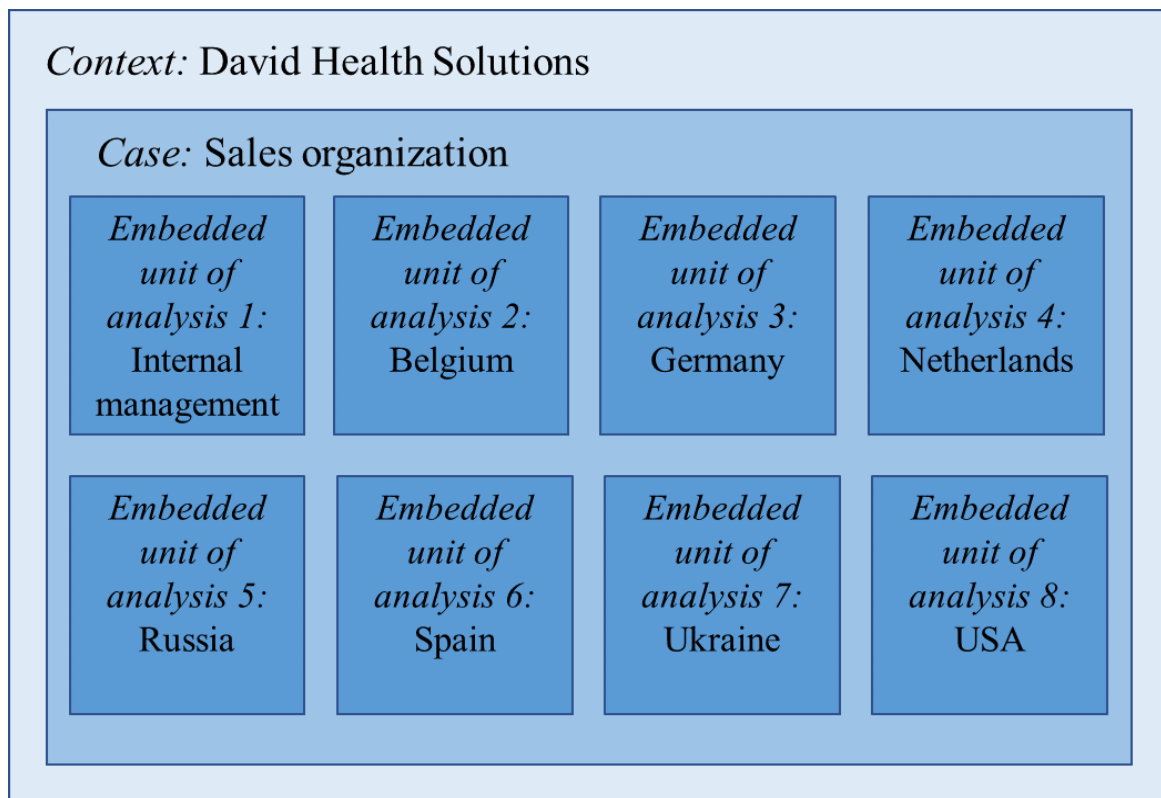 Context: David Health Solutions
Case: Sales organization
Embedded
unit of
analysis 1:
Internal
management
Embedded
unit of
analysis 2:
Belgium
Embedded
unit of
analysis 3:
Germany
Embedded
unit of
analysis 4:
Netherlands
Embedded
unit of
analysis 5:
Russia
Embedded
unit of
analysis 6:
Spain
Embedded
unit of
analysis 7:
Ukraine
Embedded
unit of
analysis 8:
USA